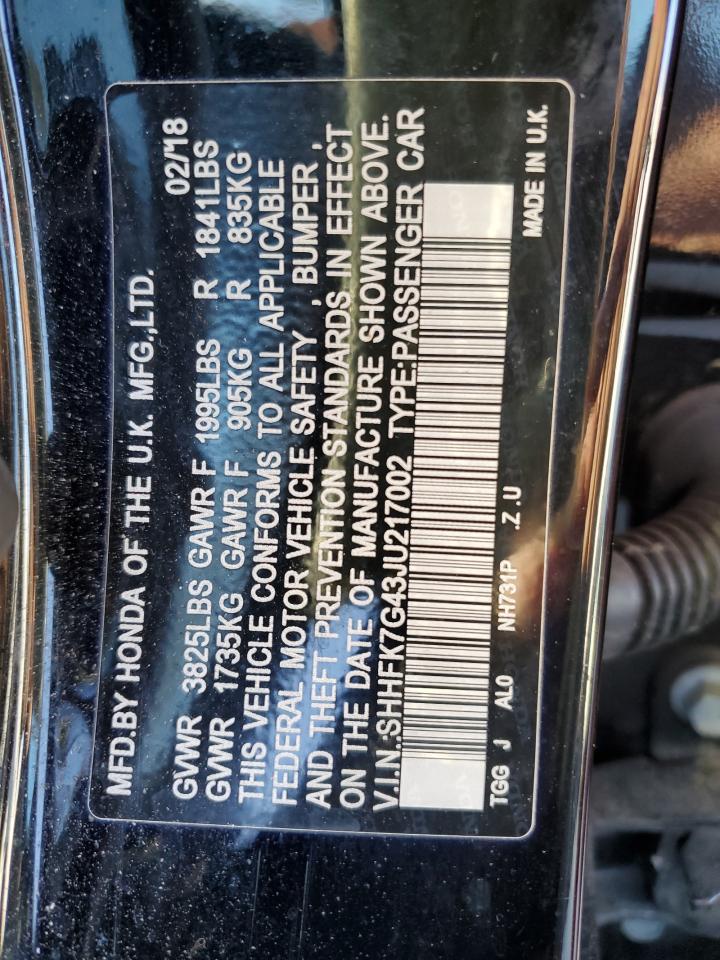 MFD.BY HONDA OF THE U.K. MFG.,LTD. 02/18
GVWR 3825LBS GAWR F 1995LBS R 1841LBS
GVWR 1735KG GAWR F 905KG R 835KG
THIS VEHICLE CONFORMS TO ALL APPLICABLE
FEDERAL MOTOR VEHICLE SAFETY , BUMPER ,
AND THEFT PREVENTION STANDARDS IN EFFECT
ON THE DATE OF MANUFACTURE SHOWN ABOVE.
V.I.N.:SHHFK7G43JU217002 TYPE:PASSENGER CAR
TGG J AL0 NH731P .Z.U MADE IN U.K.